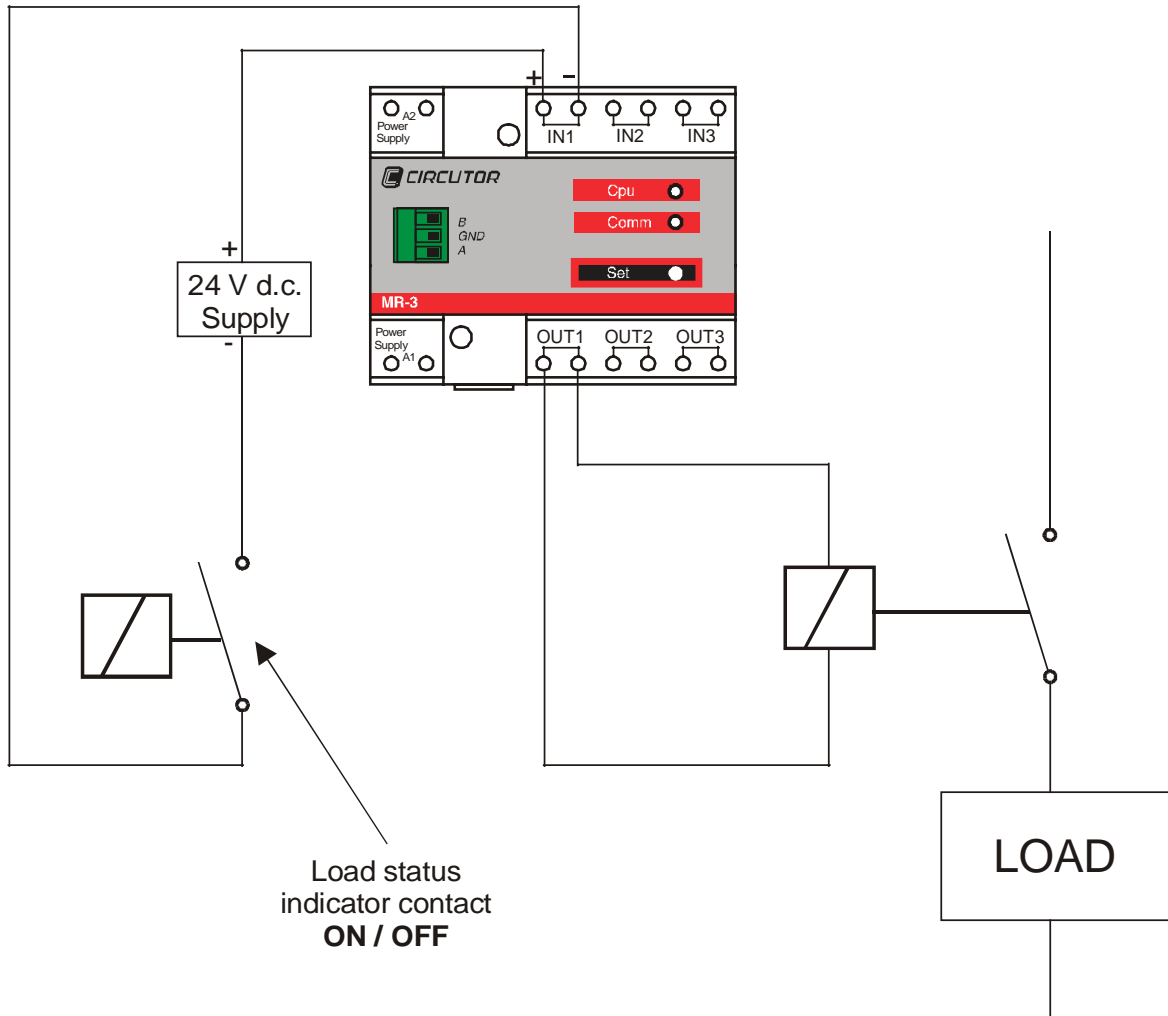 + -
A2
Power
Supply
IN1 IN2 IN3
CIRCUTOR
Cpu
Comm
B
GND
A
Set
MR-3
+
24 V d.c.
Supply
-
Power
Supply
A1
OUT1 OUT2 OUT3
LOAD
Load status
indicator contact
ON / OFF